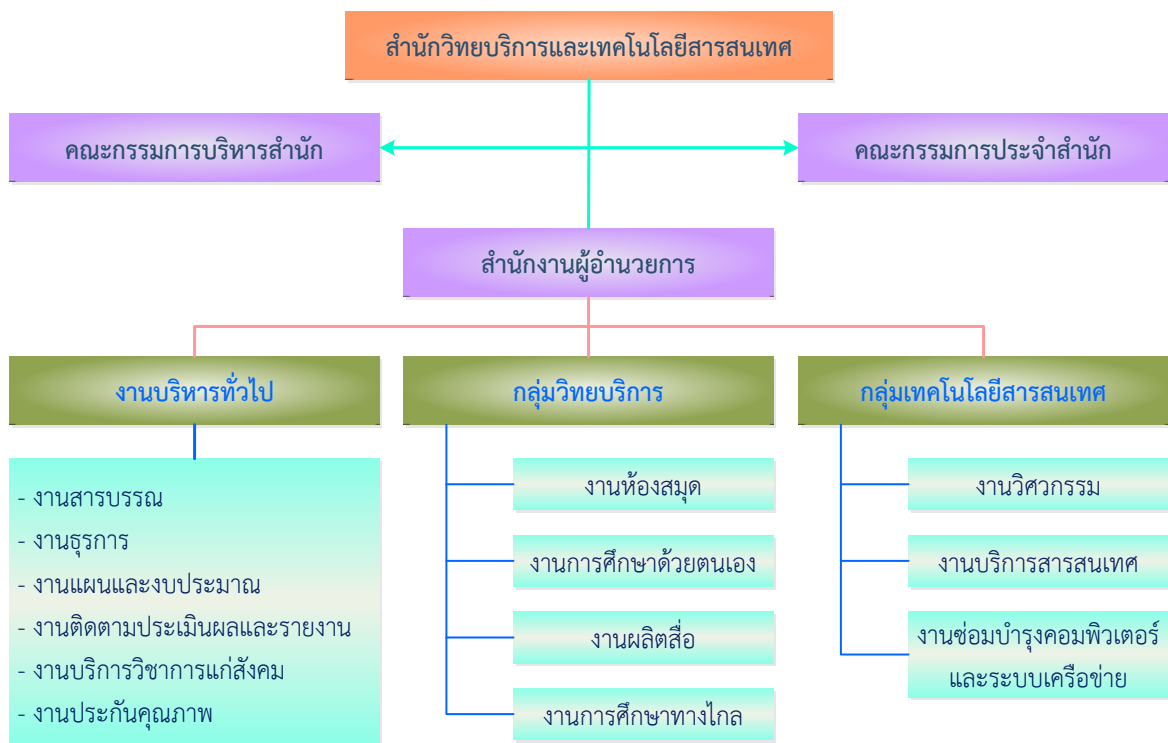 สำนักวิทยบริการและเทคโนโลยีสารสนเทศ
คณะกรรมการบริหารสำนัก
คณะกรรมการประจำสำนัก
สำนักงานผู้อำนวยการ
งานบริหารทั่วไป
- งานสารบรรณ
- งานธุรการ
- งานแผนและงบประมาณ
- งานติดตามประเมินผลและรายงาน
- งานบริการวิชาการแก่สังคม
- งานประกันคุณภาพ
กลุ่มวิทยบริการ
งานห้องสมุด
งานการศึกษาด้วยตนเอง
งานผลิตสื่อ
งานการศึกษาทางไกล
กลุ่มเทคโนโลยีสารสนเทศ
งานวิศวกรรม
งานบริการสารสนเทศ
งานซ่อมบำรุงคอมพิวเตอร์
และระบบเครือข่าย